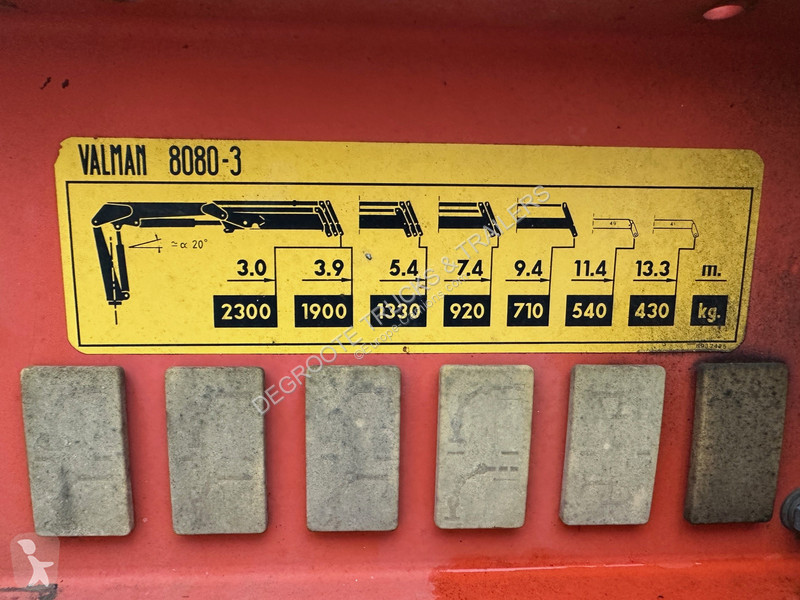 VALMAN 8080-3
≃ α 20°
3.0 3.9 5.4 7.4 9.4 11.4 13.3 m.
2300 1900 1330 920 710 540 430 kg.
DEGROOTE TRUCKS & TRAILERS